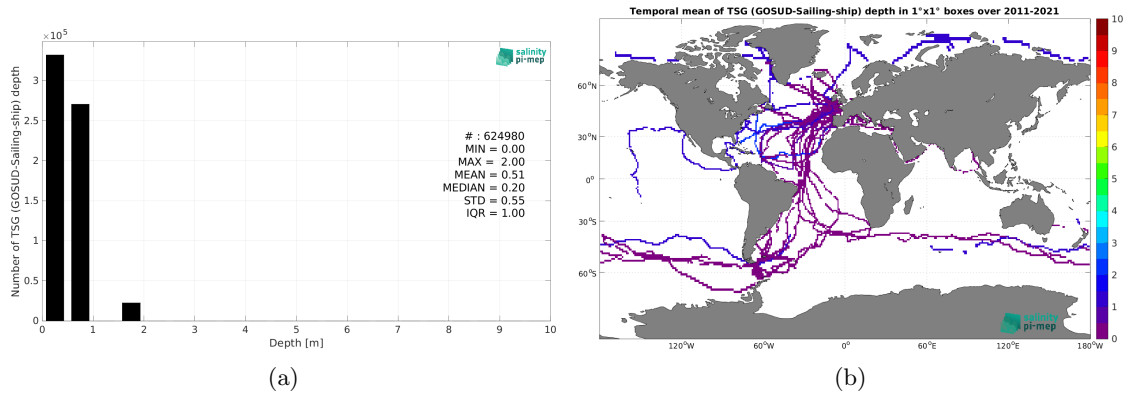 ×10⁵
3
2.5
2
1.5
1
0.5
0
Number of TSG (GOSUD-Sailing-ship) depth
salinity
pi-mep
# : 624980
MIN = 0.00
MAX = 2.00
MEAN = 0.51
MEDIAN = 0.20
STD = 0.55
IQR = 1.00
0 1 2 3 4 5 6 7 8 9 10
Depth [m]
(a)
Temporal mean of TSG (GOSUD-Sailing-ship) depth in 1°x1° boxes over 2011-2021
60°N
30°N
0°
30°S
60°S
120°W 60°W 0° 60°E 120°E 180°W
salinity
pi-mep
10
9
8
7
6
5
4
3
2
1
0
(b)